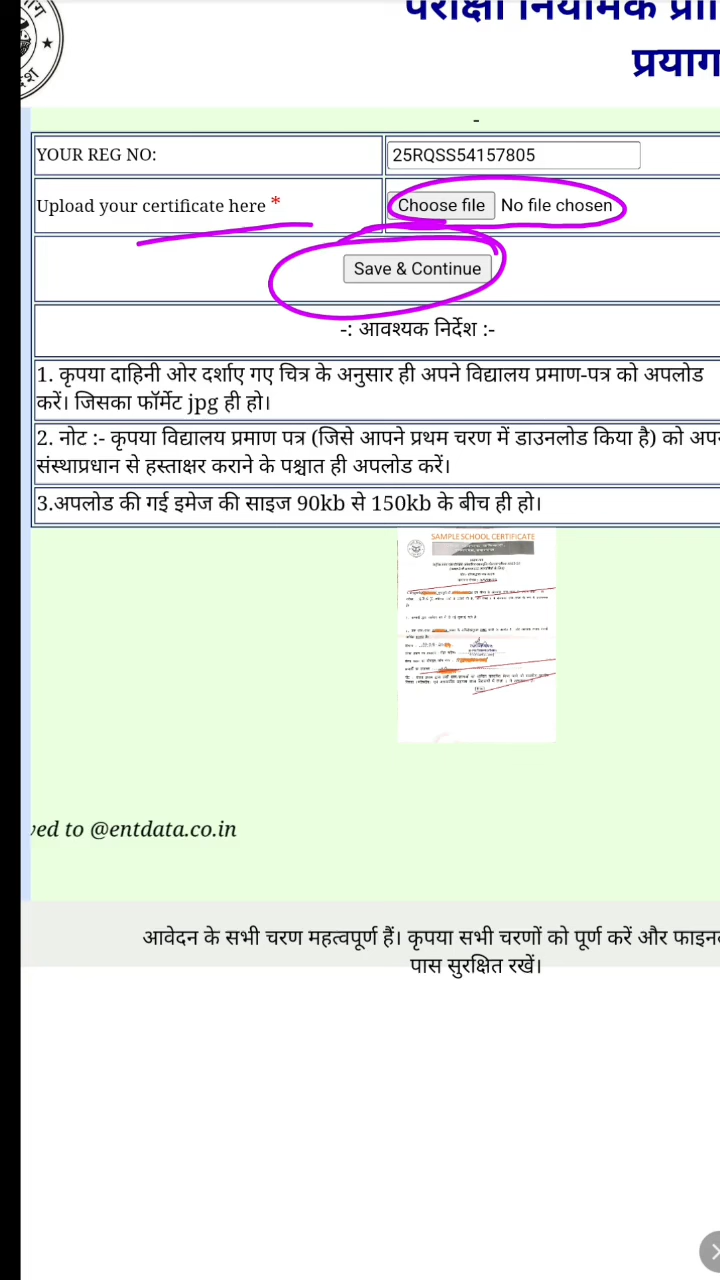 परीक्षा नियामक प्रा
प्रयाग
-
YOUR REG NO:
25RQSS54157805
Upload your certificate here *
Choose file No file chosen
Save & Continue
-: आवश्यक निर्देश :-
1. कृपया दाहिनी ओर दर्शाए गए चित्र के अनुसार ही अपने विद्यालय प्रमाण-पत्र को अपलोड
करें। जिसका फॉर्मेट jpg ही हो।
2. नोट :- कृपया विद्यालय प्रमाण पत्र (जिसे आपने प्रथम चरण में डाउनलोड किया है) को अप
संस्थाप्रधान से हस्ताक्षर कराने के पश्चात ही अपलोड करें।
3.अपलोड की गई इमेज की साइज 90kb से 150kb के बीच ही हो।
SAMPLE SCHOOL CERTIFICATE
ved to @entdata.co.in
आवेदन के सभी चरण महत्वपूर्ण हैं। कृपया सभी चरणों को पूर्ण करें और फाइन
पास सुरक्षित रखें।